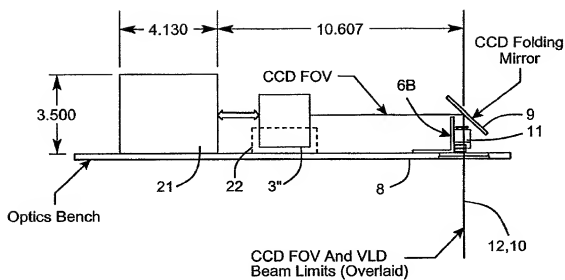 4.130
10.607
CCD Folding
Mirror
CCD FOV
6B
3.500
9
11
21
22
3"
8
Optics Bench
12,10
CCD FOV And VLD
Beam Limits (Overlaid)